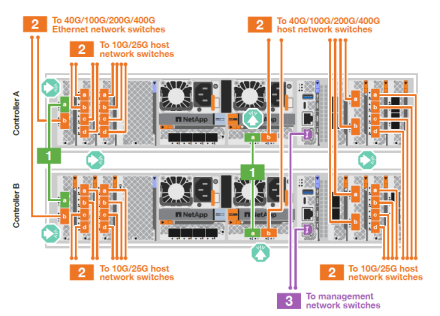 2 To 40G/100G/200G/400G
Ethernet network switches
2 To 40G/100G/200G/400G
host network switches
2 To 10G/25G host
network switches
Controller A
a
b
a
b
c
d
a
b
c
d
NetApp
NetApp
a
b
a
b
a
b
c
d
1
1
Controller B
a
b
a
b
c
d
a
b
c
d
NetApp
NetApp
a
b
a
b
a
b
c
d
2 To 10G/25G host
network switches
2 To 10G/25G host
network switches
3 To management
network switches